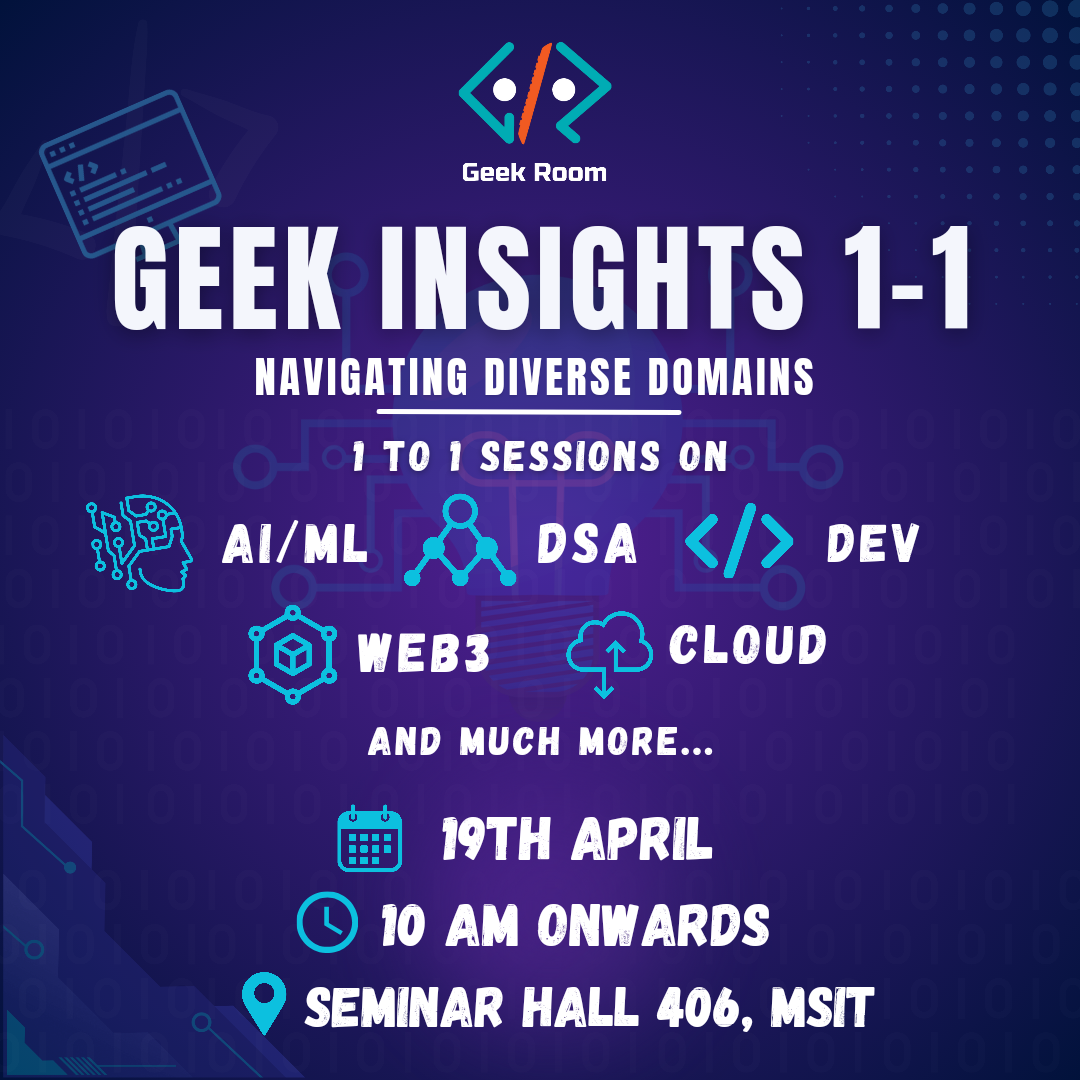 Geek Room
GEEK INSIGHTS 1-1
NAVIGATING DIVERSE DOMAINS
1 TO 1 SESSIONS ON
AI/ML DSA DEV
WEB3 CLOUD
AND MUCH MORE...
19TH APRIL
10 AM ONWARDS
SEMINAR HALL 406, MSIT